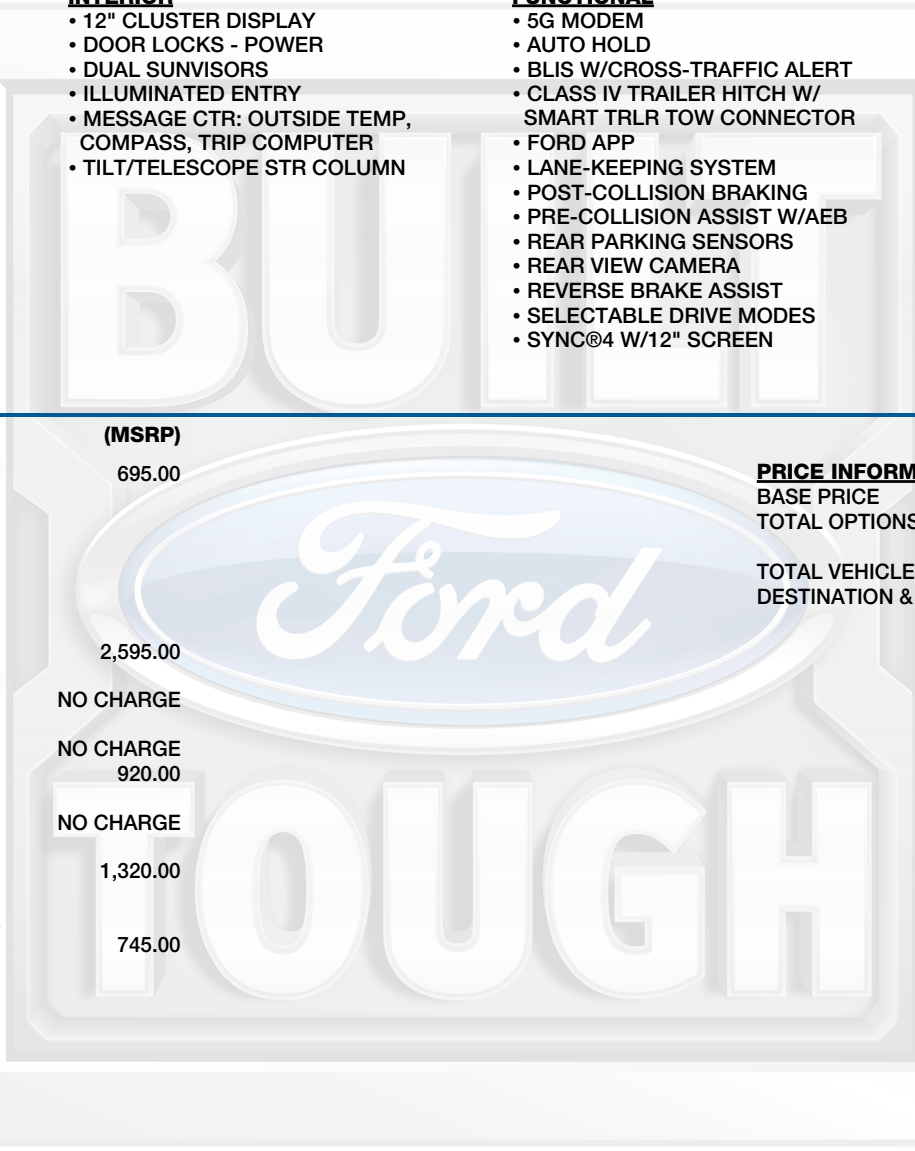 INTERIOR
• 12" CLUSTER DISPLAY
• DOOR LOCKS - POWER
• DUAL SUNVISORS
• ILLUMINATED ENTRY
• MESSAGE CTR: OUTSIDE TEMP,
COMPASS, TRIP COMPUTER
• TILT/TELESCOPE STR COLUMN
FUNCTIONAL
• 5G MODEM
• AUTO HOLD
• BLIS W/CROSS-TRAFFIC ALERT
• CLASS IV TRAILER HITCH W/
SMART TRLR TOW CONNECTOR
• FORD APP
• LANE-KEEPING SYSTEM
• POST-COLLISION BRAKING
• PRE-COLLISION ASSIST W/AEB
• REAR PARKING SENSORS
• REAR VIEW CAMERA
• REVERSE BRAKE ASSIST
• SELECTABLE DRIVE MODES
• SYNC®4 W/12" SCREEN
BUILT
(MSRP)
695.00
2,595.00
NO CHARGE
NO CHARGE
920.00
NO CHARGE
1,320.00
745.00
PRICE INFORM
BASE PRICE
TOTAL OPTIONS
TOTAL VEHICLE
DESTINATION &
Ford
TOUGH